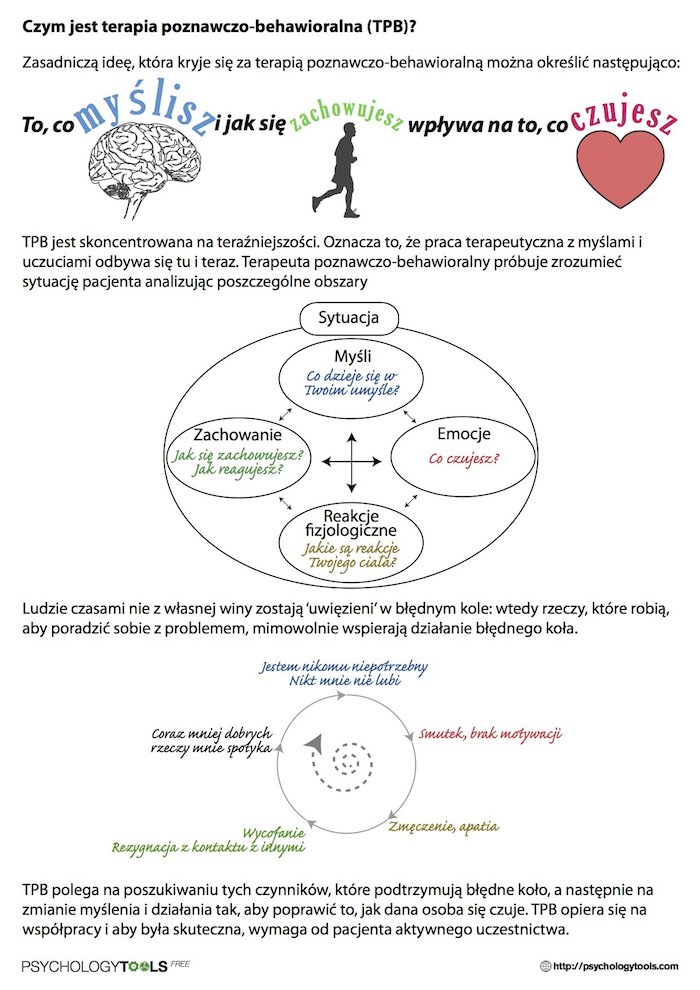 Czym jest terapia poznawczo-behawioralna (TPB)?
Zasadniczą ideę, która kryje się za terapią poznawczo-behawioralną można określić następująco:
To, co myślisz i jak się zachowujesz wpływa na to, co czujesz
TPB jest skoncentrowana na teraźniejszości. Oznacza to, że praca terapeutyczna z myślami i
uczuciami odbywa się tu i teraz. Terapeuta poznawczo-behawioralny próbuje zrozumieć
sytuację pacjenta analizując poszczególne obszary
Sytuacja
Myśli
Co dzieje się w
Twoim umyśle?
Zachowanie
Jak się zachowujesz?
Jak reagujesz?
Emocje
Co czujesz?
Reakcje
fizjologiczne
Jakie są reakcje
Twojego ciała?
Ludzie czasami nie z własnej winy zostają ‘uwięzieni‘ w błędnym kole: wtedy rzeczy, które robią,
aby poradzić sobie z problemem, mimowolnie wspierają działanie błędnego koła.
Jestem nikomu niepotrzebny
Nikt mnie nie lubi
Coraz mniej dobrych
rzeczy mnie spotyka
Smutek, brak motywacji
Zmęczenie, apatia
Wycofanie
Rezygnacja z kontaktu z innymi
TPB polega na poszukiwaniu tych czynników, które podtrzymują błędne koło, a następnie na
zmianie myślenia i działania tak, aby poprawić to, jak dana osoba się czuje. TPB opiera się na
współpracy i aby była skuteczna, wymaga od pacjenta aktywnego uczestnictwa.
PSYCHOLOGYTOOLS FREE
http://psychologytools.com